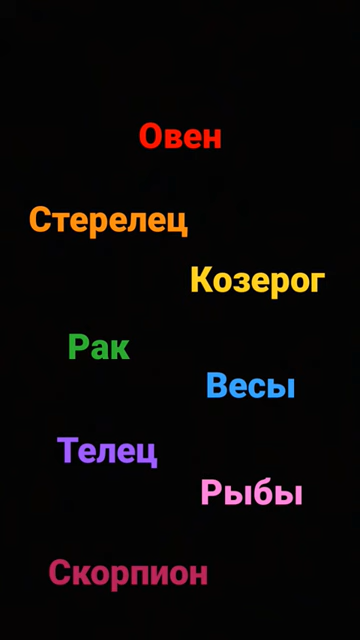 Овен
Стерелец
Козерог
Рак
Весы
Телец
Рыбы
Скорпион